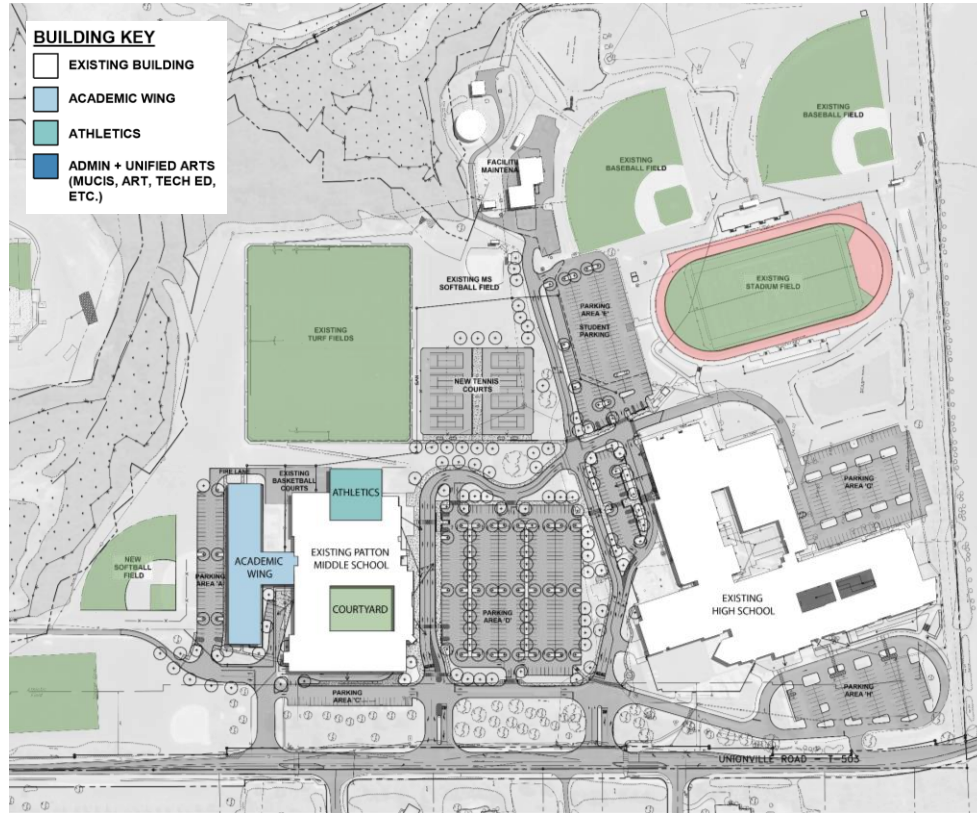 BUILDING KEY
EXISTING BUILDING
ACADEMIC WING
ATHLETICS
ADMIN + UNIFIED ARTS
(MUCIS, ART, TECH ED,
ETC.)
EXISTING
BASEBALL FIELD
EXISTING
BASEBALL FIELD
MAINTENA
EXISTING MS
SOFTBALL FIELD
EXISTING
STADIUM FIELD
PARKING
STUDENT
PARKING
EXISTING
TURF FIELDS
NEW TENNIS
COURTS
FIRE LANE
EXISTING
BASKETBALL
COURTS
ATHLETICS
PARKING
AREA 'G'
NEW
SOFTBALL
FIELD
PARKING
AREA 'A'
ACADEMIC
WING
EXISTING PATTON
MIDDLE SCHOOL
COURTYARD
PARKING
AREA 'D'
EXISTING
HIGH SCHOOL
PARKING
AREA 'C'
PARKING
AREA 'H'
UNIONVILLE ROAD - T-503